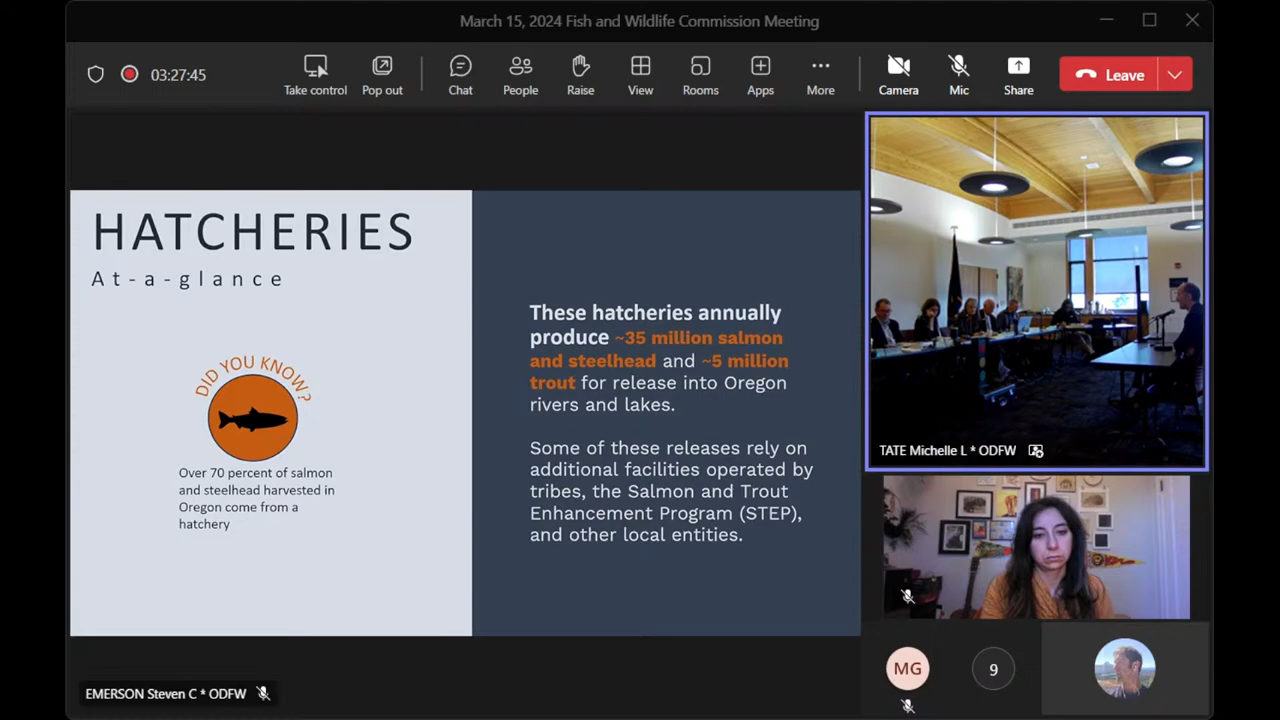 March 15, 2024 Fish and Wildlife Commission Meeting
03:27:45
Take control
Pop out
Chat
People
Raise
View
Rooms
Apps
More
Camera
Mic
Share
Leave
HATCHERIES
At-a-glance
DID YOU KNOW?
Over 70 percent of salmon
and steelhead harvested in
Oregon come from a
hatchery
These hatcheries annually
produce ~35 million salmon
and steelhead and ~5 million
trout for release into Oregon
rivers and lakes.
Some of these releases rely on
additional facilities operated by
tribes, the Salmon and Trout
Enhancement Program (STEP),
and other local entities.
TATE Michelle L * ODFW
MG
9
EMERSON Steven C * ODFW